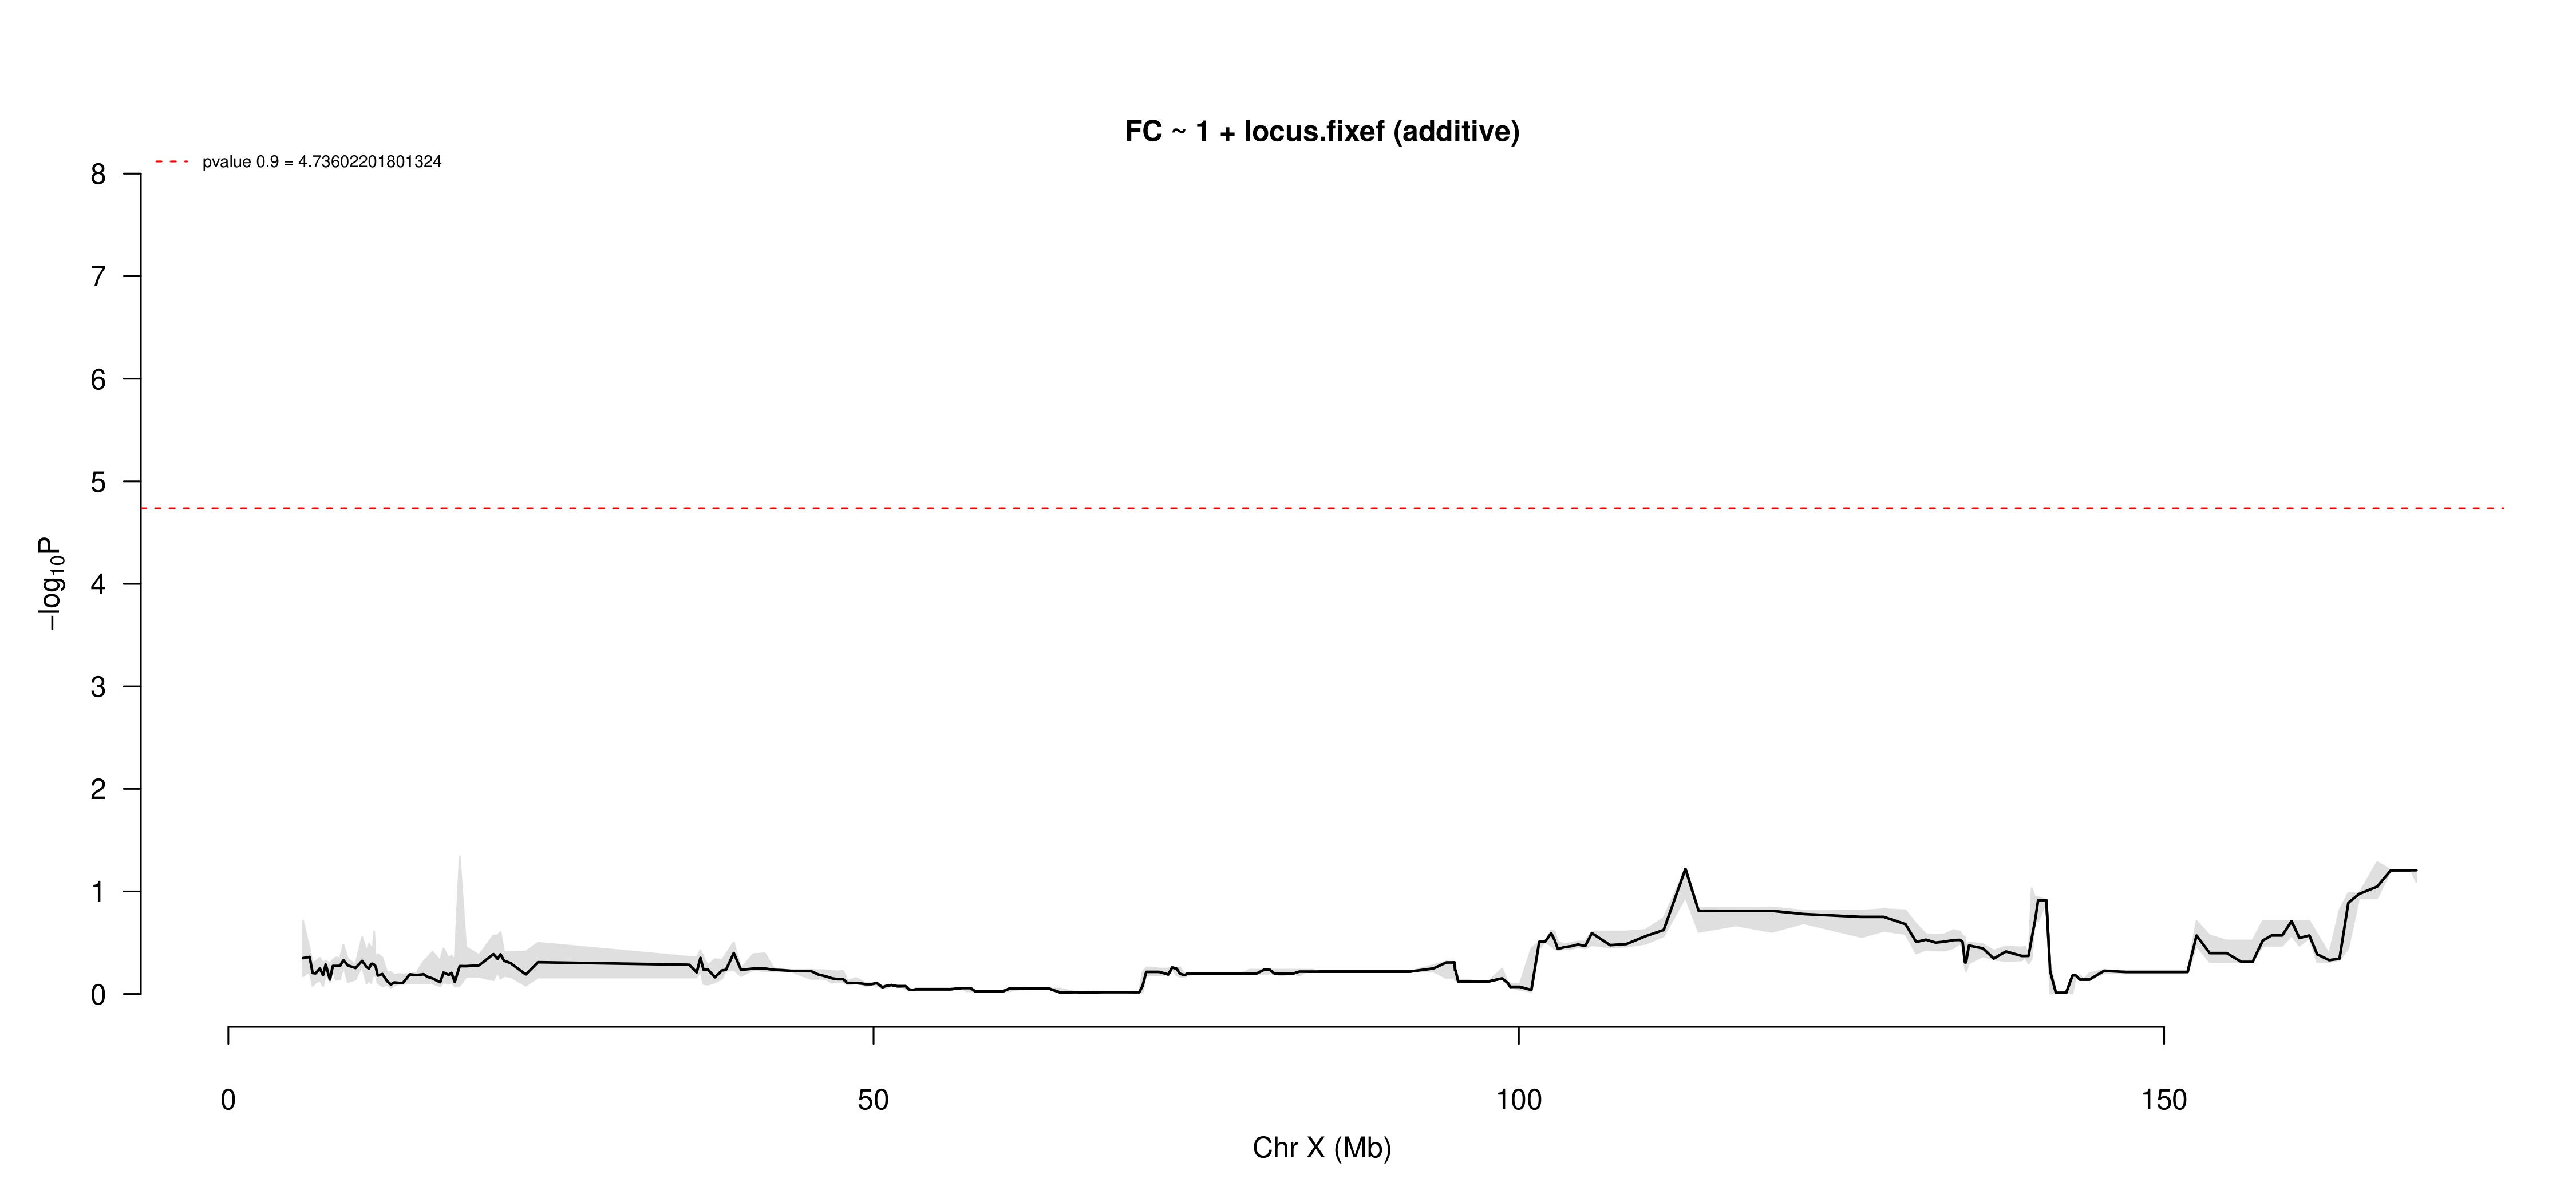 FC ~ 1 + locus.fixef (additive)
pvalue 0.9 = 4.73602201801324
8
7
6
5
4
3
2
1
0
−log10P
0 50 100 150
Chr X (Mb)